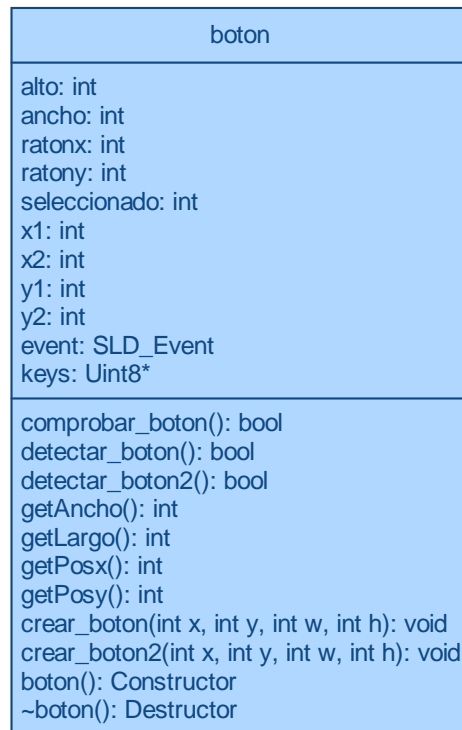 boton
alto: int
ancho: int
ratonx: int
ratony: int
seleccionado: int
x1: int
x2: int
y1: int
y2: int
event: SLD_Event
keys: Uint8*
comprobar_boton(): bool
detectar_boton(): bool
detectar_boton2(): bool
getAncho(): int
getLargo(): int
getPosx(): int
getPosy(): int
crear_boton(int x, int y, int w, int h): void
crear_boton2(int x, int y, int w, int h): void
boton(): Constructor
~boton(): Destructor